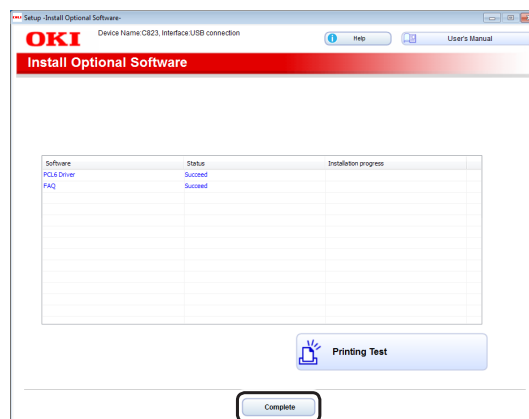 Setup -Install Optional Software-
OKI
Device Name:C823, Interface:USB connection
Help
User's Manual
Install Optional Software
Software Status Installation progress
PCL6 Driver Succeed
FAQ Succeed
Printing Test
Complete